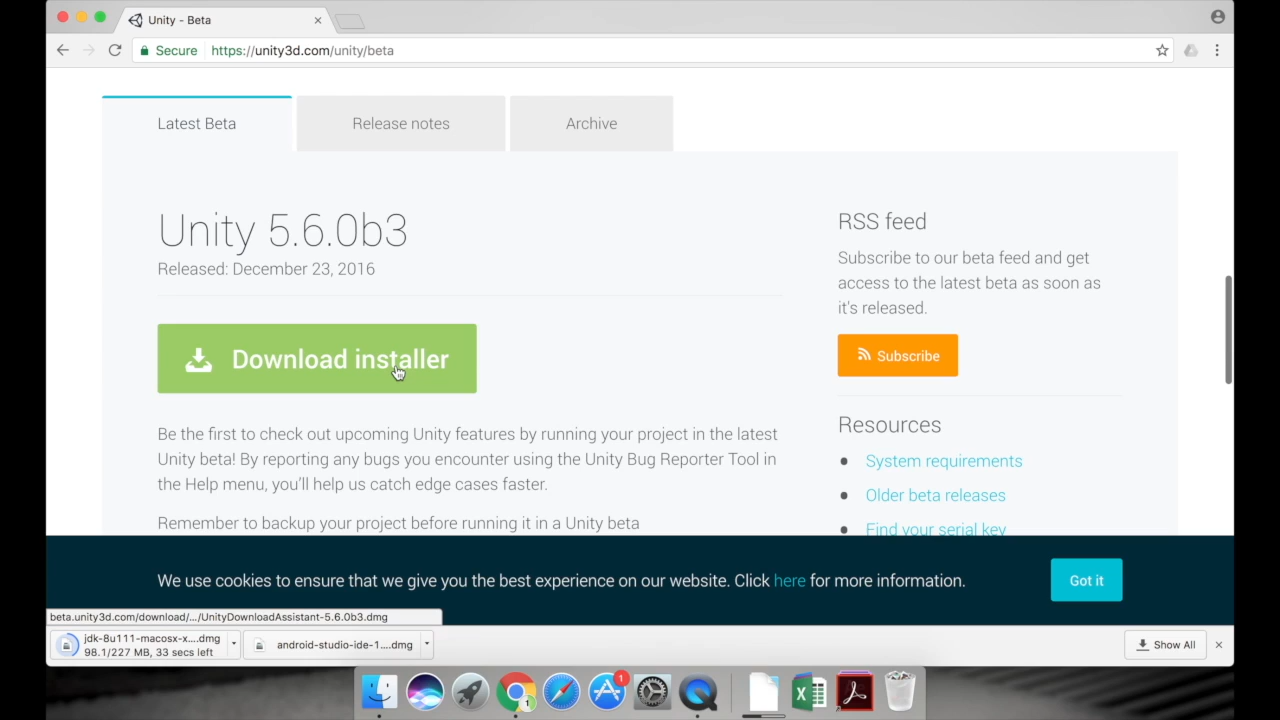 Unity - Beta
Secure https://unity3d.com/unity/beta
Latest Beta
Release notes
Archive
Unity 5.6.0b3
Released: December 23, 2016
Download installer
Be the first to check out upcoming Unity features by running your project in the latest
Unity beta! By reporting any bugs you encounter using the Unity Bug Reporter Tool in
the Help menu, you'll help us catch edge cases faster.
Remember to backup your project before running it in a Unity beta
RSS feed
Subscribe to our beta feed and get
access to the latest beta as soon as
it's released.
Subscribe
Resources
System requirements
Older beta releases
Find your serial key
We use cookies to ensure that we give you the best experience on our website. Click here for more information.
Got it
beta.unity3d.com/download/.../UnityDownloadAssistant-5.6.0b3.dmg
jdk-8u111-macosx-x....dmg
98.1/227 MB, 33 secs left
android-studio-ide-1....dmg
Show All
1
1